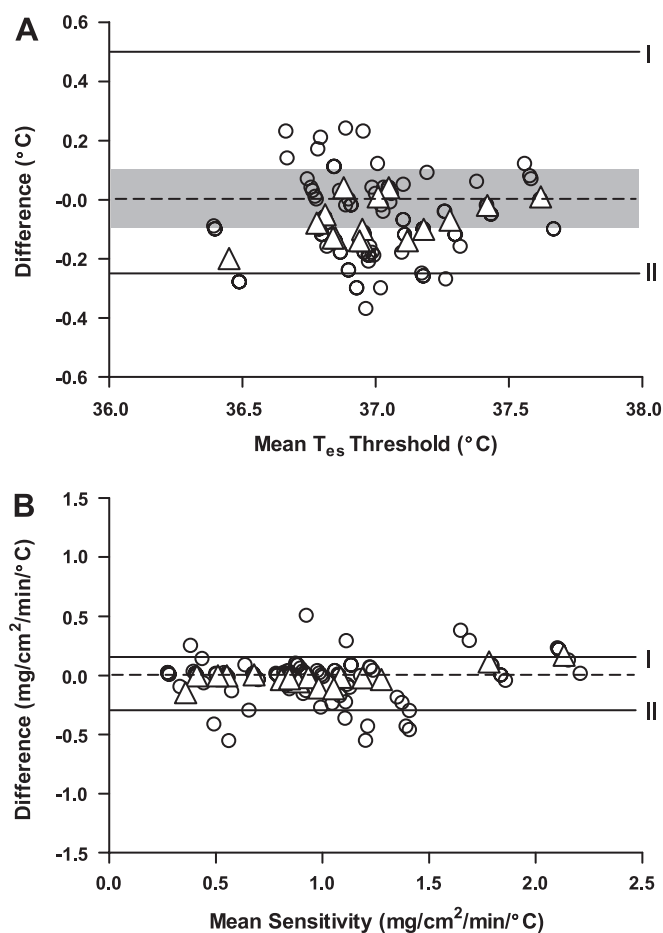 A
0.6
0.4
0.2
-0.0
-0.2
-0.4
-0.6
Difference (°C)
I
II
36.0 36.5 37.0 37.5 38.0
Mean Tes Threshold (°C)
B
1.5
1.0
0.5
0.0
-0.5
-1.0
-1.5
Difference (mg/cm²/min/°C)
I
II
0.0 0.5 1.0 1.5 2.0 2.5
Mean Sensitivity (mg/cm²/min/°C)